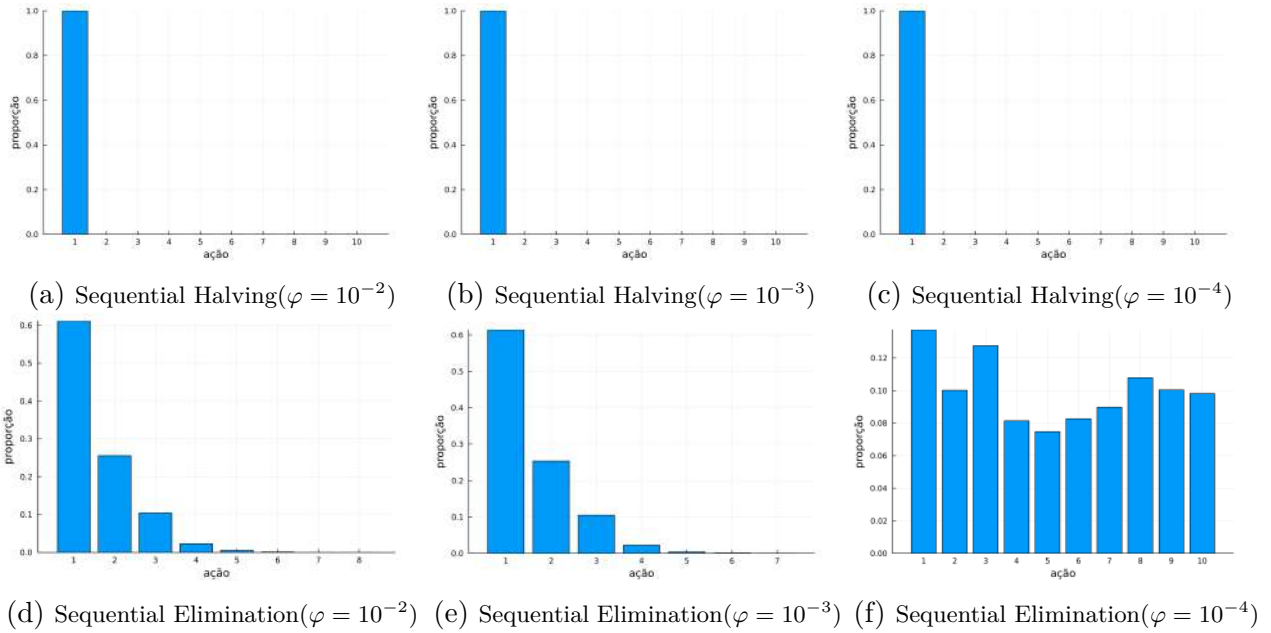 1.0
0.8
0.6
0.4
0.2
0.0
proporção
1 2 3 4 5 6 7 8 9 10
ação
1.0
0.8
0.6
0.4
0.2
0.0
proporção
1 2 3 4 5 6 7 8 9 10
ação
1.0
0.8
0.6
0.4
0.2
0.0
proporção
1 2 3 4 5 6 7 8 9 10
ação
(a) Sequential Halving(φ = 10⁻²)
(b) Sequential Halving(φ = 10⁻³)
(c) Sequential Halving(φ = 10⁻⁴)
0.6
0.5
0.4
0.3
0.2
0.1
0.0
proporção
1 2 3 4 5 6 7 8
ação
0.6
0.5
0.4
0.3
0.2
0.1
0.0
proporção
1 2 3 4 5 6 7
ação
0.12
0.10
0.08
0.06
0.04
0.02
0.00
proporção
1 2 3 4 5 6 7 8 9 10
ação
(d) Sequential Elimination(φ = 10⁻²)
(e) Sequential Elimination(φ = 10⁻³)
(f) Sequential Elimination(φ = 10⁻⁴)